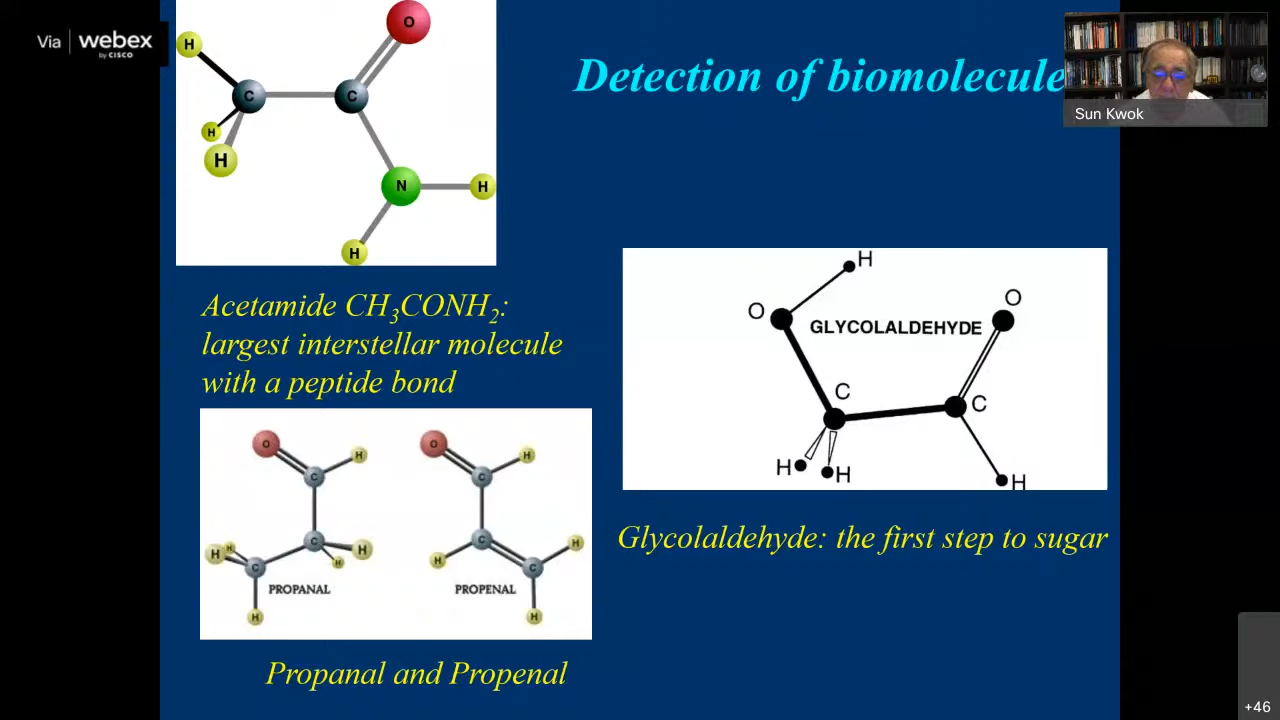 Via webex
by CISCO
Detection of biomolecule
Sun Kwok
O
H
C
C
H
H
N
H
H
Acetamide CH₃CONH₂:
largest interstellar molecule
with a peptide bond
H
O
O
GLYCOLALDEHYDE
C
C
H
H
H
Glycolaldehyde: the first step to sugar
O
H
C
C
H
H
H
H
C
H
PROPANAL
O
H
C
C
H
H
C
H
PROPENAL
Propanal and Propenal
+46